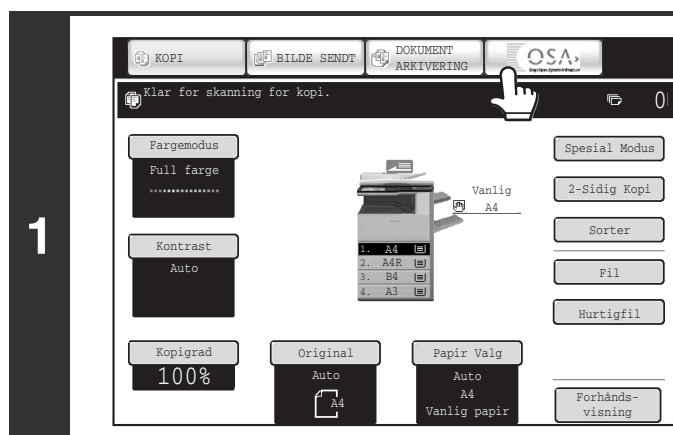 1
KOPI
BILDE SENDT
DOKUMENT
ARKIVERING
OSA
Klar for skanning for kopi.
0
Fargemodus
Full farge
Kontrast
Auto
Kopigrad
100%
Vanlig
A4
1. A4
2. A4R
3. B4
4. A3
Original
Auto
A4
Papir Valg
Auto
A4
Vanlig papir
Spesial Modus
2-Sidig Kopi
Sorter
Fil
Hurtigfil
Forhånds-
visning